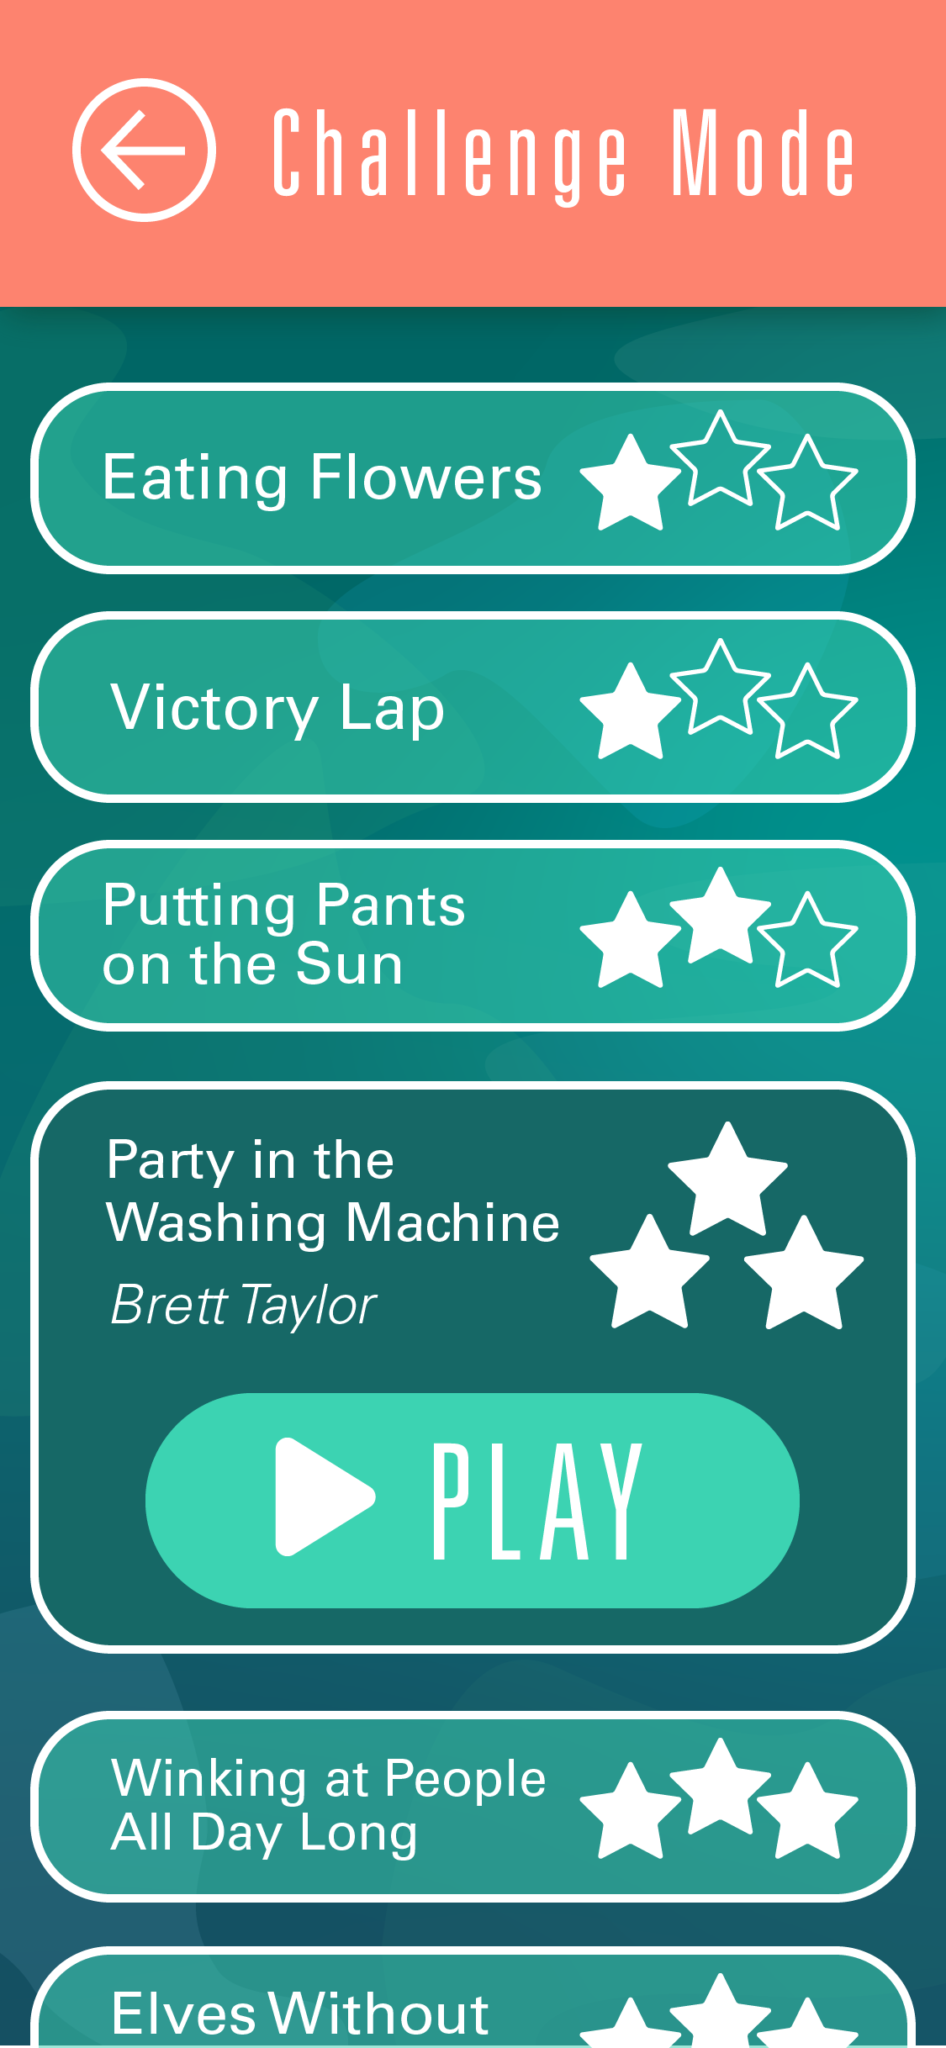 Challenge Mode
Eating Flowers
Victory Lap
Putting Pants
on the Sun
Party in the
Washing Machine
Brett Taylor
PLAY
Winking at People
All Day Long
Elves Without